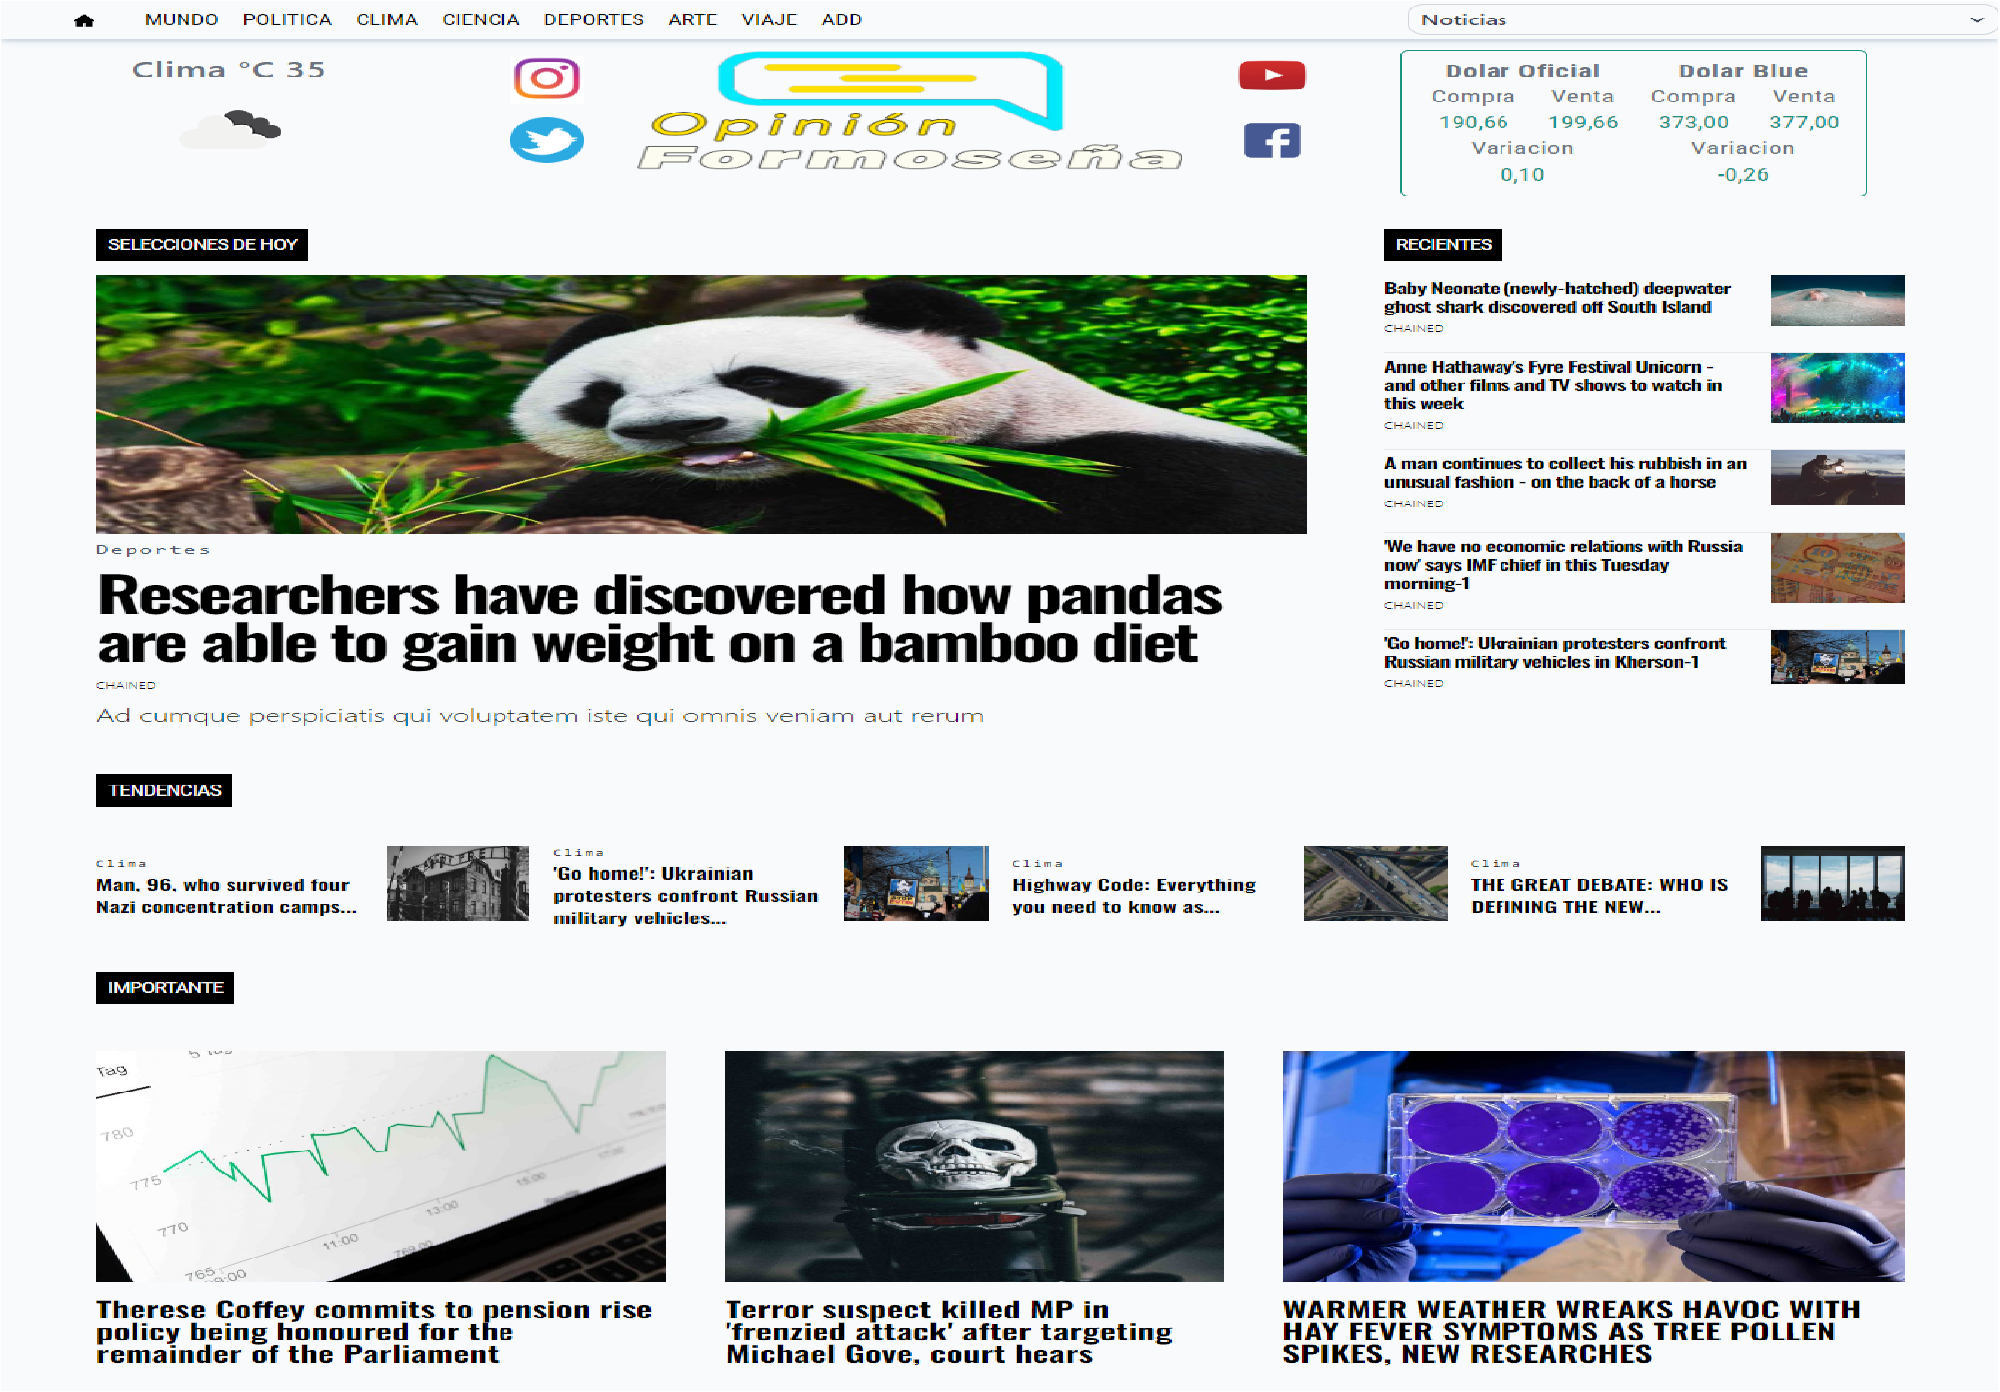 MUNDO POLITICA CLIMA CIENCIA DEPORTES ARTE VIAJE ADD
Noticias
Clima °C 35
Opinión
Formoseña
Dolar Oficial Dolar Blue
Compra Venta Compra Venta
190,66 199,66 373,00 377,00
Variacion Variacion
0,10 -0,26
SELECCIONES DE HOY
Deportes
Researchers have discovered how pandas
are able to gain weight on a bamboo diet
CHAINED
Ad cumque perspiciatis qui voluptatem iste qui omnis veniam aut rerum
RECIENTES
Baby Neonate (newly-hatched) deepwater
ghost shark discovered off South Island
CHAINED
Anne Hathaway's Fyre Festival Unicorn -
and other films and TV shows to watch in
this week
CHAINED
A man continues to collect his rubbish in an
unusual fashion - on the back of a horse
CHAINED
'We have no economic relations with Russia
now' says IMF chief in this Tuesday
morning-1
CHAINED
'Go home!': Ukrainian protesters confront
Russian military vehicles in Kherson-1
CHAINED
TENDENCIAS
Clima
Man, 96, who survived four
Nazi concentration camps...
Clima
'Go home!': Ukrainian
protesters confront Russian
military vehicles...
Clima
Highway Code: Everything
you need to know as...
Clima
THE GREAT DEBATE: WHO IS
DEFINING THE NEW...
IMPORTANTE
Tag
780
775
770
765
11:00
13:00
15:00
Therese Coffey commits to pension rise
policy being honoured for the
remainder of the Parliament
Terror suspect killed MP in
'frenzied attack' after targeting
Michael Gove, court hears
WARMER WEATHER WREAKS HAVOC WITH
HAY FEVER SYMPTOMS AS TREE POLLEN
SPIKES, NEW RESEARCHES